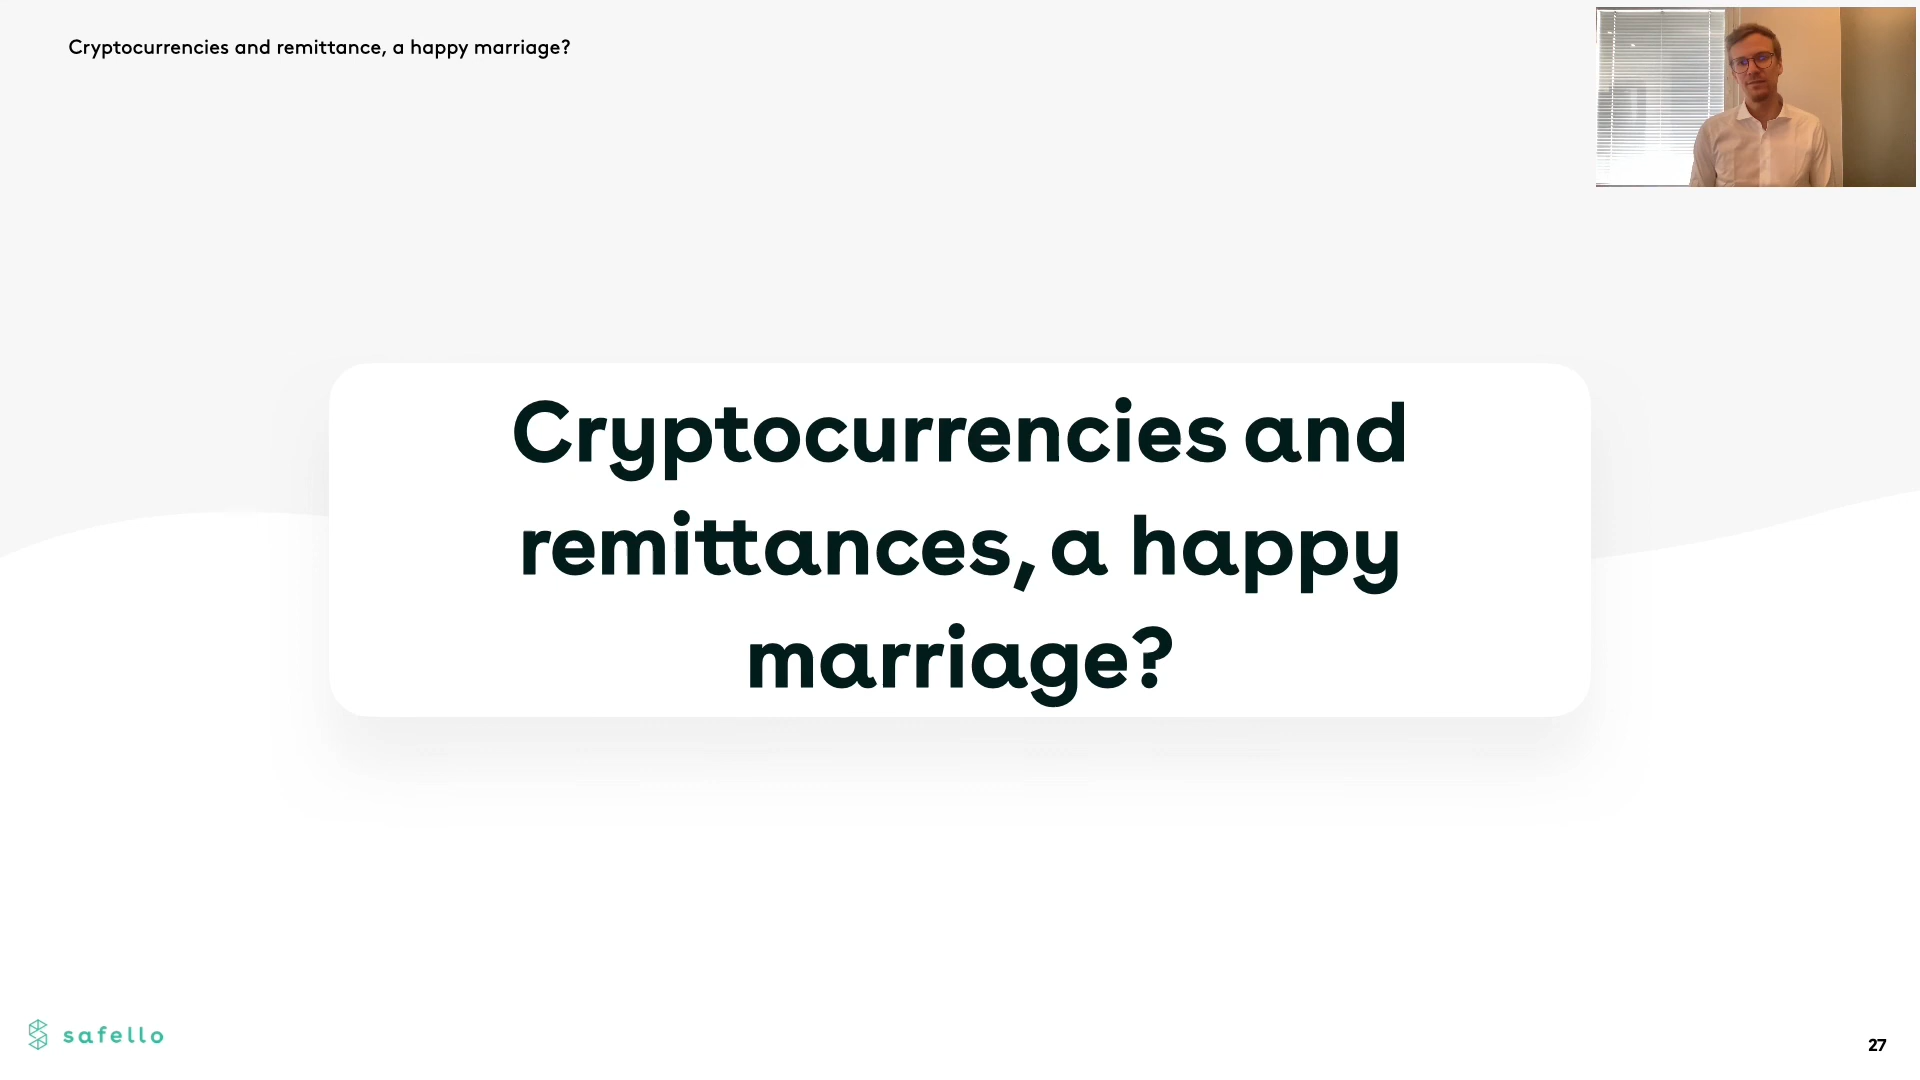 Cryptocurrencies and remittance, a happy marriage?
Cryptocurrencies and
remittances, a happy
marriage?
safello
27